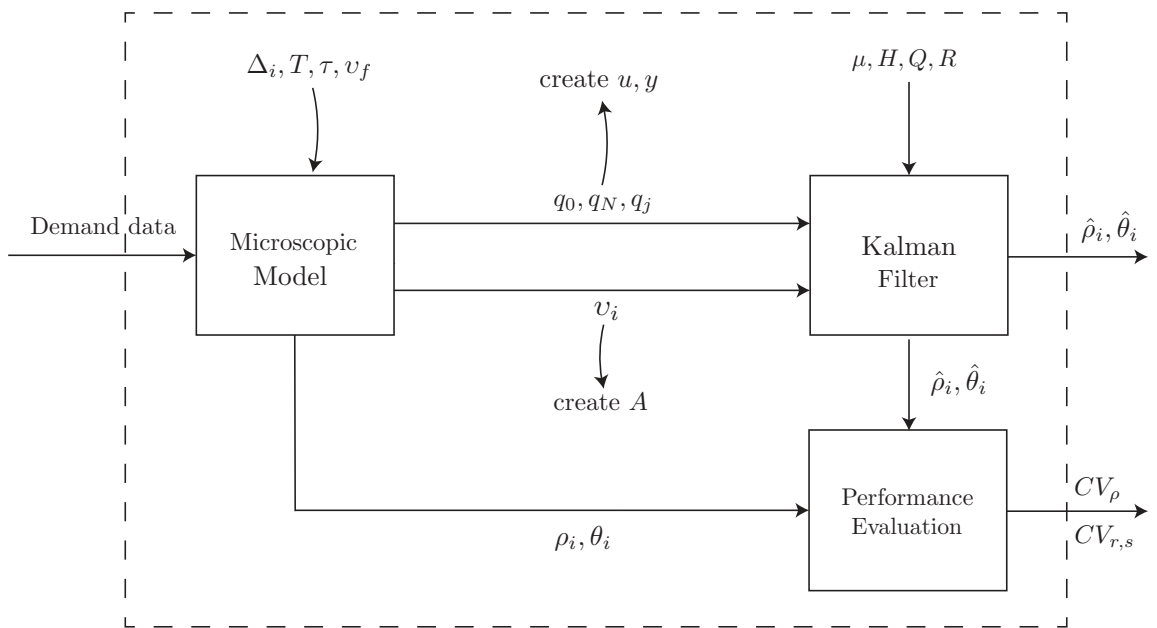 Δ_i, T, τ, υ_f
μ, H, Q, R
create u, y
q_0, q_N, q_j
Demand data
Microscopic
Model
Kalman
Filter
ρ̂_i, θ̂_i
υ_i
create A
ρ̂_i, θ̂_i
Performance
Evaluation
CV_ρ
CV_{r,s}
ρ_i, θ_i